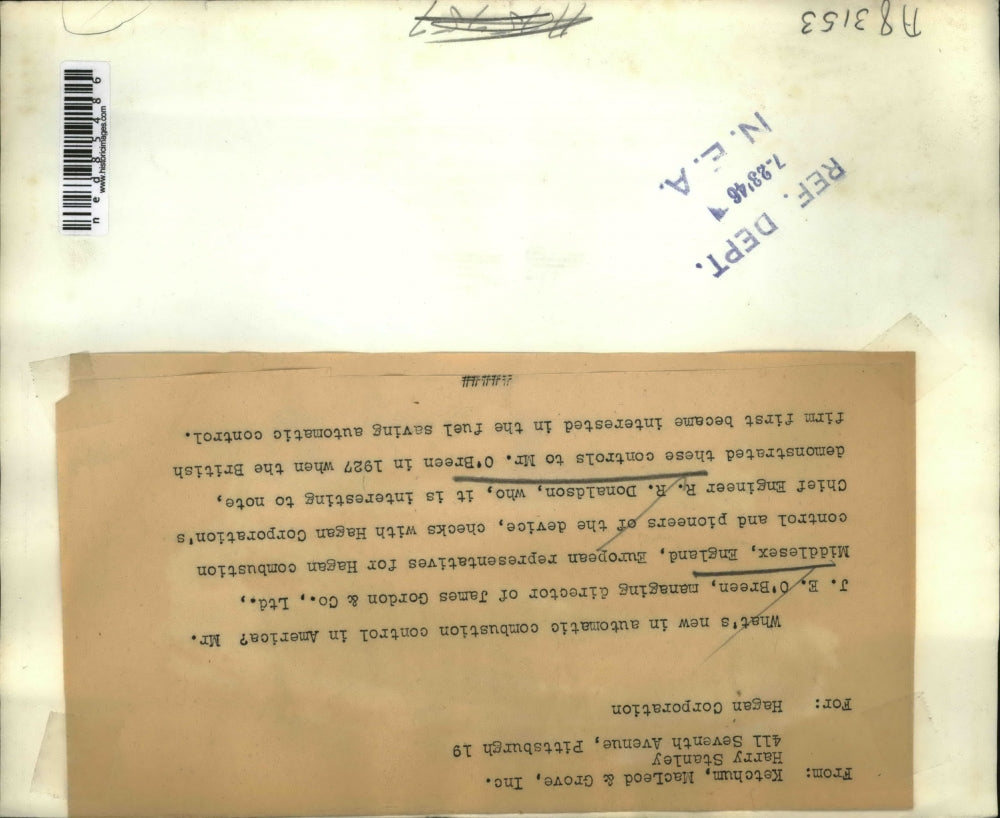 From: Ketchum, MacLeod & Grove, Inc.
Harry Stanley
411 Seventh Avenue, Pittsburgh 19
For: Hagan Corporation
What's new in automatic combustion control in America? Mr.
J. E. O'Breen, managing director of James Gordon & Co., Ltd.,
Middlesex, England, European representatives for Hagan combustion
control and pioneers of the device, checks with Hagan Corporation's
Chief Engineer R. R. Donaldson, who, it is interesting to note,
demonstrated these controls to Mr. O'Breen in 1927 when the British
firm first became interested in the fuel saving automatic control.
#####
REF. DEPT.
7-23'46
N.E.A.
A83153
ned85486
www.historicimages.com